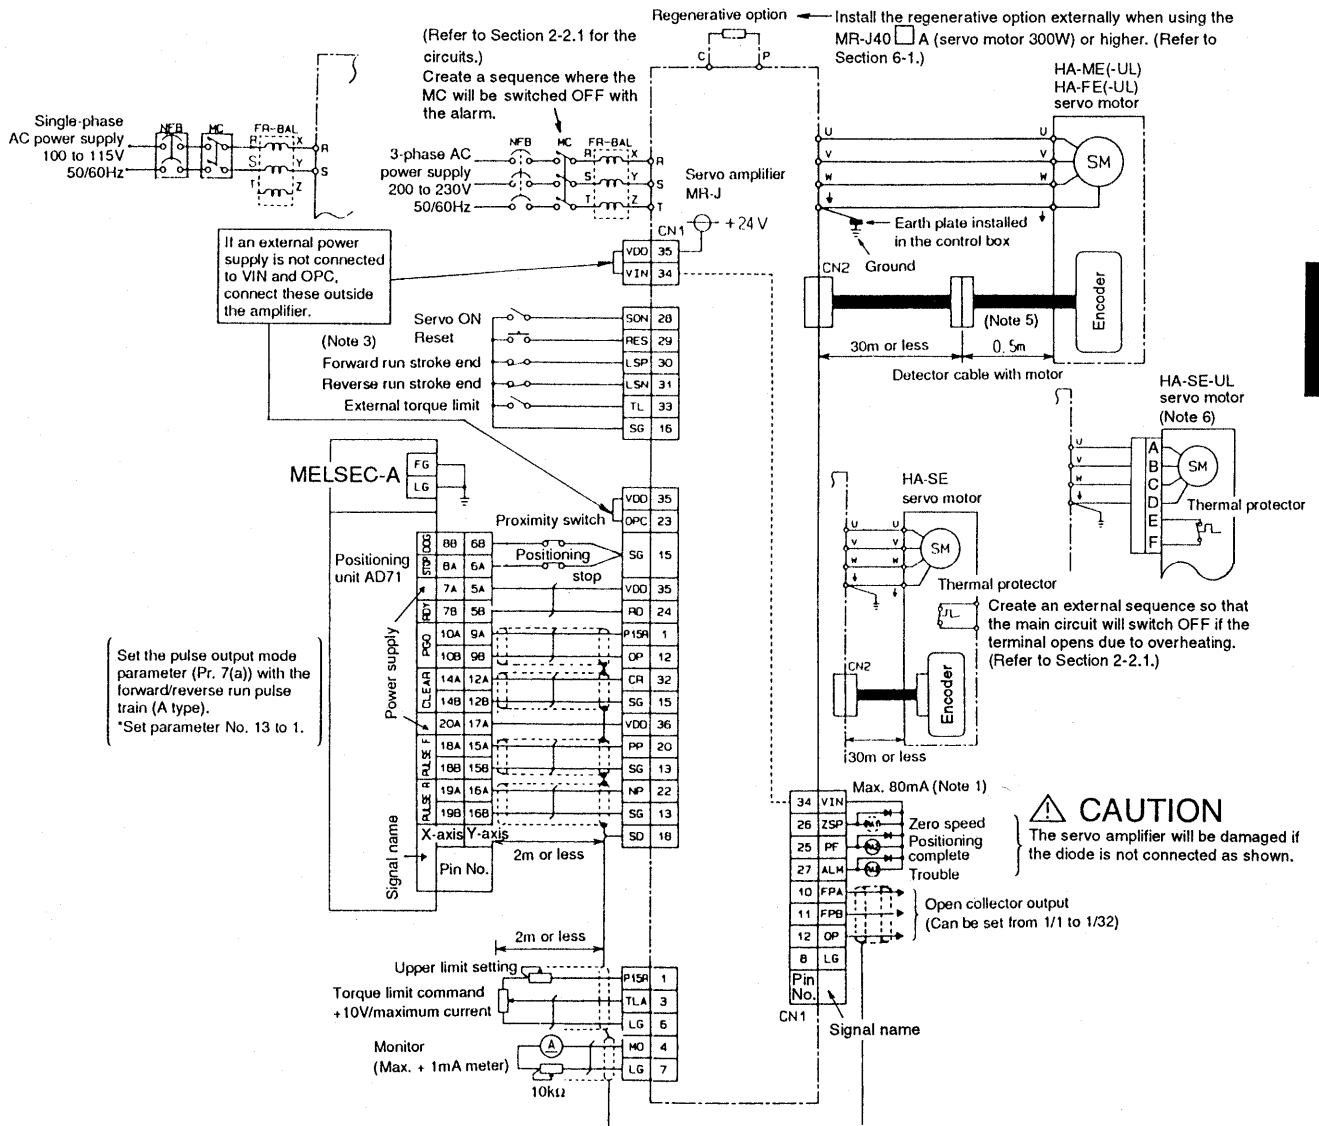 Regenerative option
Install the regenerative option externally when using the
MR-J40 A (servo motor 300W) or higher. (Refer to
Section 6-1.)
C P
(Refer to Section 2-2.1 for the
circuits.)
Create a sequence where the
MC will be switched OFF with
the alarm.
Single-phase
AC power supply
100 to 115V
50/60Hz
NFB MC FR-BAL
R X R
S Y S
T Z
3-phase AC
power supply
200 to 230V
50/60Hz
NFB MC FR-BAL
R X R
S Y S
T Z T
Servo amplifier
MR-J
CN1
+24V
VDD 35
VIN 34
If an external power
supply is not connected
to VIN and OPC,
connect these outside
the amplifier.
HA-ME(-UL)
HA-FE(-UL)
servo motor
U U
V V
W W
SM
Earth plate installed
in the control box
Ground
CN2
Encoder
(Note 5)
30m or less
0.5m
Detector cable with motor
(Note 3)
Servo ON SON 28
Reset RES 29
Forward run stroke end LSP 30
Reverse run stroke end LSN 31
External torque limit TL 33
SG 16
HA-SE-UL
servo motor
(Note 6)
U A
V B
W C
D
E
F
SM
Thermal protector
MELSEC-A
FG
LG
Positioning
unit AD71
VDD 35
Proximity switch OPC 23
DOG 8B 6B
Positioning SG 15
STOP 8A 6A
stop
7A 5A VDD 35
RDY 7B 5B RD 24
PGO 10A 9A P15R 1
10B 9B OP 12
CLEAR 14A 12A CR 32
14B 12B SG 15
20A 17A VDD 36
PULSE F 18A 15A PP 20
18B 15B SG 13
PULSE R 19A 16A NP 22
19B 16B SG 13
SD 18
X-axis Y-axis
Pin No.
Power supply
Signal name
2m or less
Set the pulse output mode
parameter (Pr. 7(a)) with the
forward/reverse run pulse
train (A type).
*Set parameter No. 13 to 1.
HA-SE
servo motor
U U
V V
W W
SM
Thermal protector
Create an external sequence so that
the main circuit will switch OFF if the
terminal opens due to overheating.
(Refer to Section 2-2.1.)
CN2
Encoder
30m or less
Max. 80mA (Note 1)
34 VIN
26 ZSP Zero speed
25 PF Positioning
complete
27 ALM Trouble
10 FPA
11 FPB
12 OP
8 LG
Pin
No.
CN1
Signal name
Open collector output
(Can be set from 1/1 to 1/32)
CAUTION
The servo amplifier will be damaged if
the diode is not connected as shown.
2m or less
Upper limit setting
P15R 1
Torque limit command
+10V/maximum current
TLA 3
LG 6
Monitor
(Max. + 1mA meter)
A
MO 4
LG 7
10kΩ